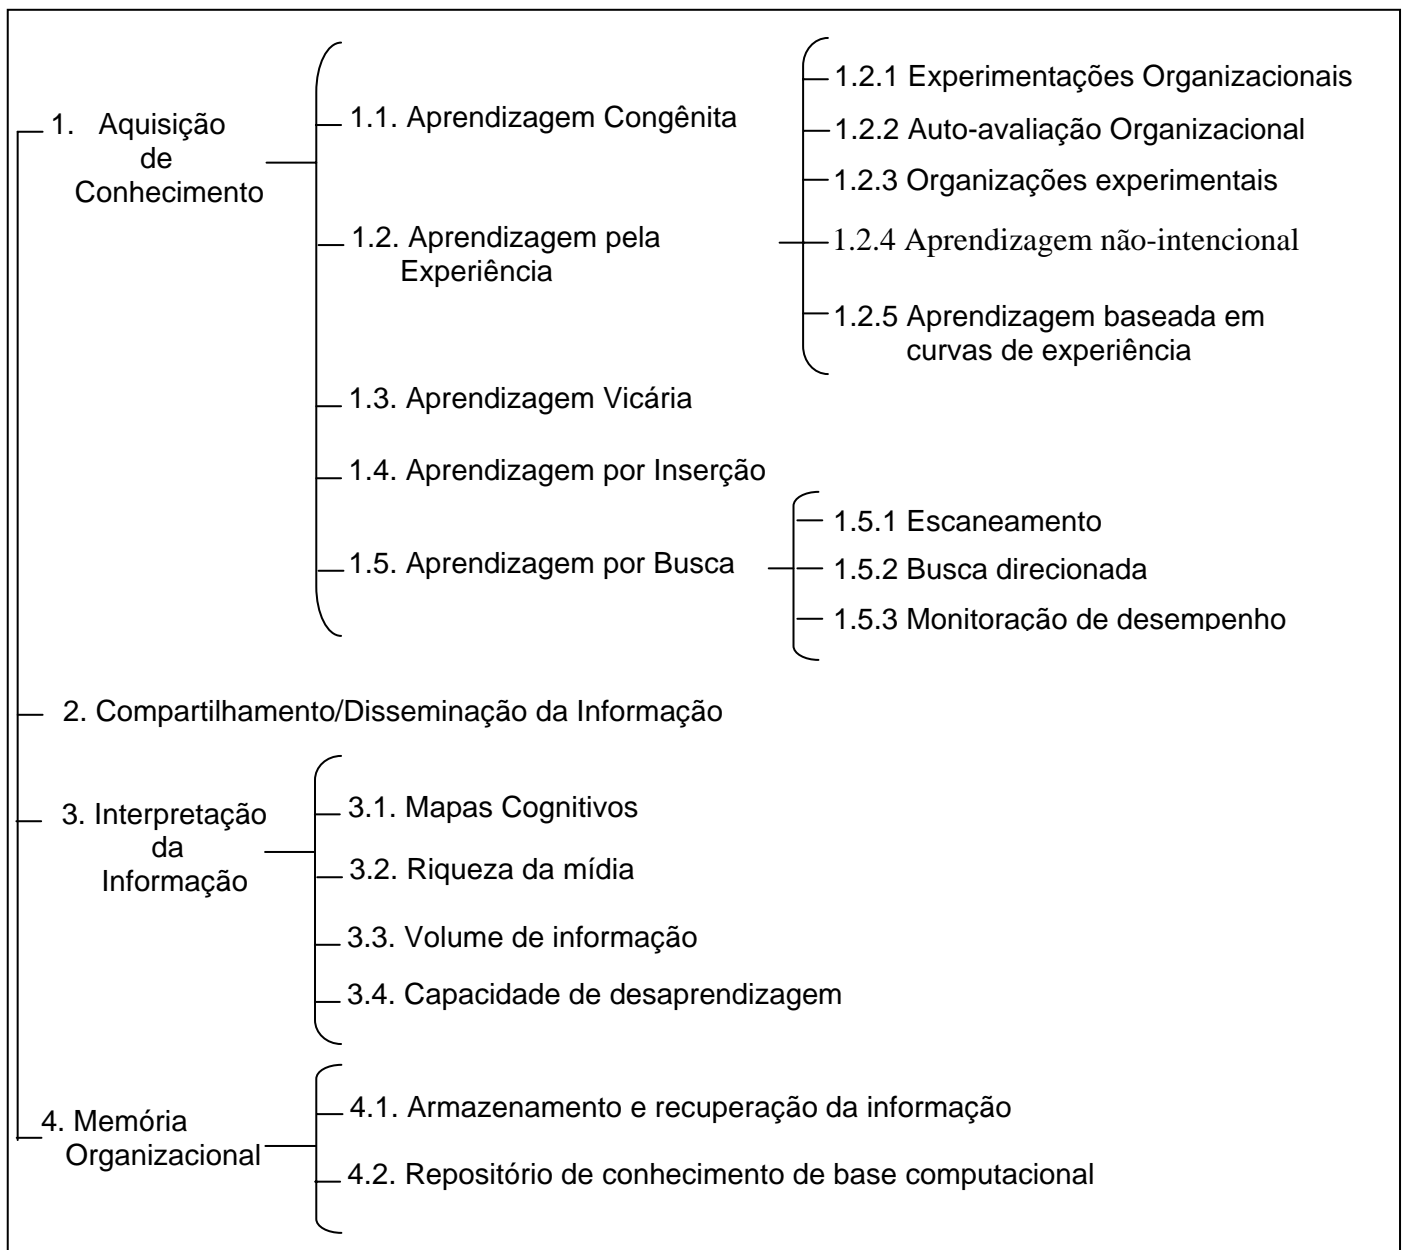 1. Aquisição
de
Conhecimento
1.1. Aprendizagem Congênita
1.2. Aprendizagem pela
Experiência
1.2.1 Experimentações Organizacionais
1.2.2 Auto-avaliação Organizacional
1.2.3 Organizações experimentais
1.2.4 Aprendizagem não-intencional
1.2.5 Aprendizagem baseada em
curvas de experiência
1.3. Aprendizagem Vicária
1.4. Aprendizagem por Inserção
1.5. Aprendizagem por Busca
1.5.1 Escaneamento
1.5.2 Busca direcionada
1.5.3 Monitoração de desempenho
2. Compartilhamento/Disseminação da Informação
3. Interpretação
da
Informação
3.1. Mapas Cognitivos
3.2. Riqueza da mídia
3.3. Volume de informação
3.4. Capacidade de desaprendizagem
4. Memória
Organizacional
4.1. Armazenamento e recuperação da informação
4.2. Repositório de conhecimento de base computacional